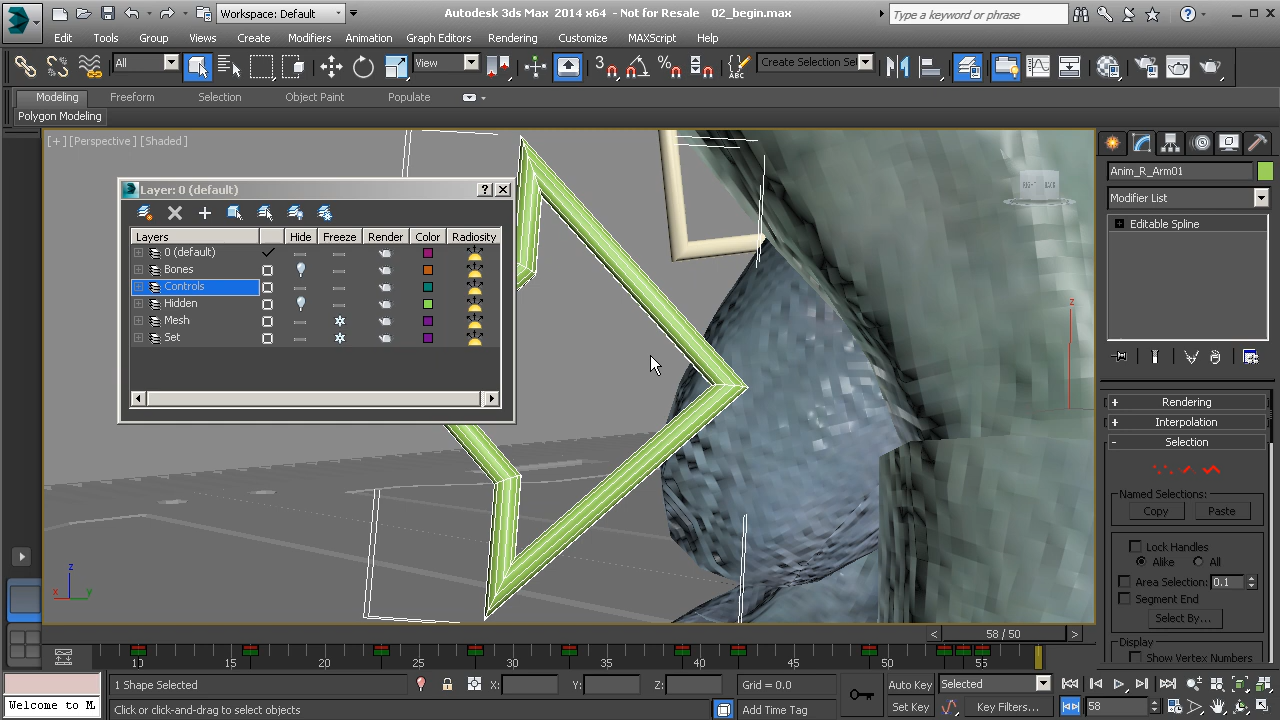 Workspace: Default
Autodesk 3ds Max 2014 x64 - Not for Resale 02_begin.max
Type a keyword or phrase
Edit Tools Group Views Create Modifiers Animation Graph Editors Rendering Customize MAXScript Help
All View Create Selection Se
Modeling Freeform Selection Object Paint Populate
Polygon Modeling
[+] [Perspective] [Shaded]
Layer: 0 (default)
Layers Hide Freeze Render Color Radiosity
0 (default)
Bones
Controls
Hidden
Mesh
Set
Anim_R_Arm01
Modifier List
Editable Spline
+ Rendering
+ Interpolation
- Selection
Named Selections:
Copy Paste
Lock Handles
Alike All
Area Selection: 0.1
Segment End
Select By...
Display
Show Vertex Numbers
58 / 50
10 15 20 25 30 35 40 45 50 55
1 Shape Selected X: Y: Z: Grid = 0.0 Auto Key Selected
Welcome to M. Click or click-and-drag to select objects Add Time Tag Set Key Key Filters... 58